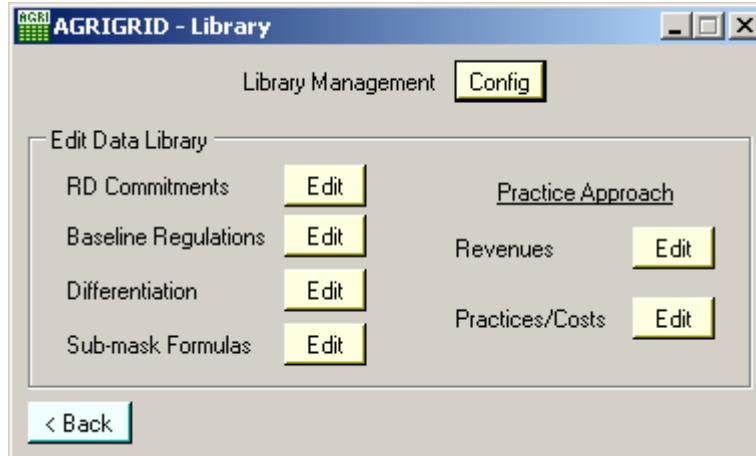 AGRI
AGRIGRID - Library
Library Management Config
Edit Data Library
RD Commitments Edit
Baseline Regulations Edit
Differentiation Edit
Sub-mask Formulas Edit
Practice Approach
Revenues Edit
Practices/Costs Edit
< Back